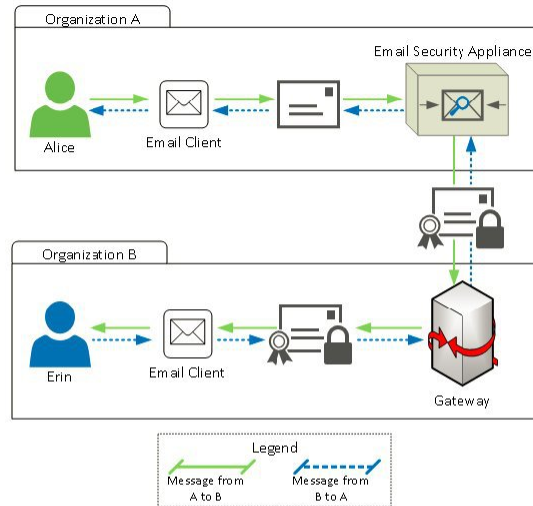 Organization A
Email Security Appliance
Alice
Email Client
Organization B
Erin
Email Client
Gateway
Legend
Message from
A to B
Message from
B to A